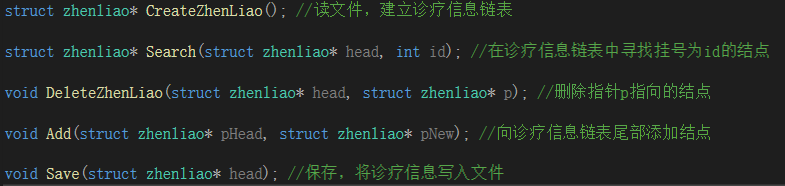 struct zhenliao* CreateZhenLiao(); //读文件，建立诊疗信息链表
struct zhenliao* Search(struct zhenliao* head, int id); //在诊疗信息链表中寻找挂号为id的结点
void DeleteZhenLiao(struct zhenliao* head, struct zhenliao* p); //删除指针p指向的结点
void Add(struct zhenliao* pHead, struct zhenliao* pNew); //向诊疗信息链表尾部添加结点
void Save(struct zhenliao* head); //保存，将诊疗信息写入文件